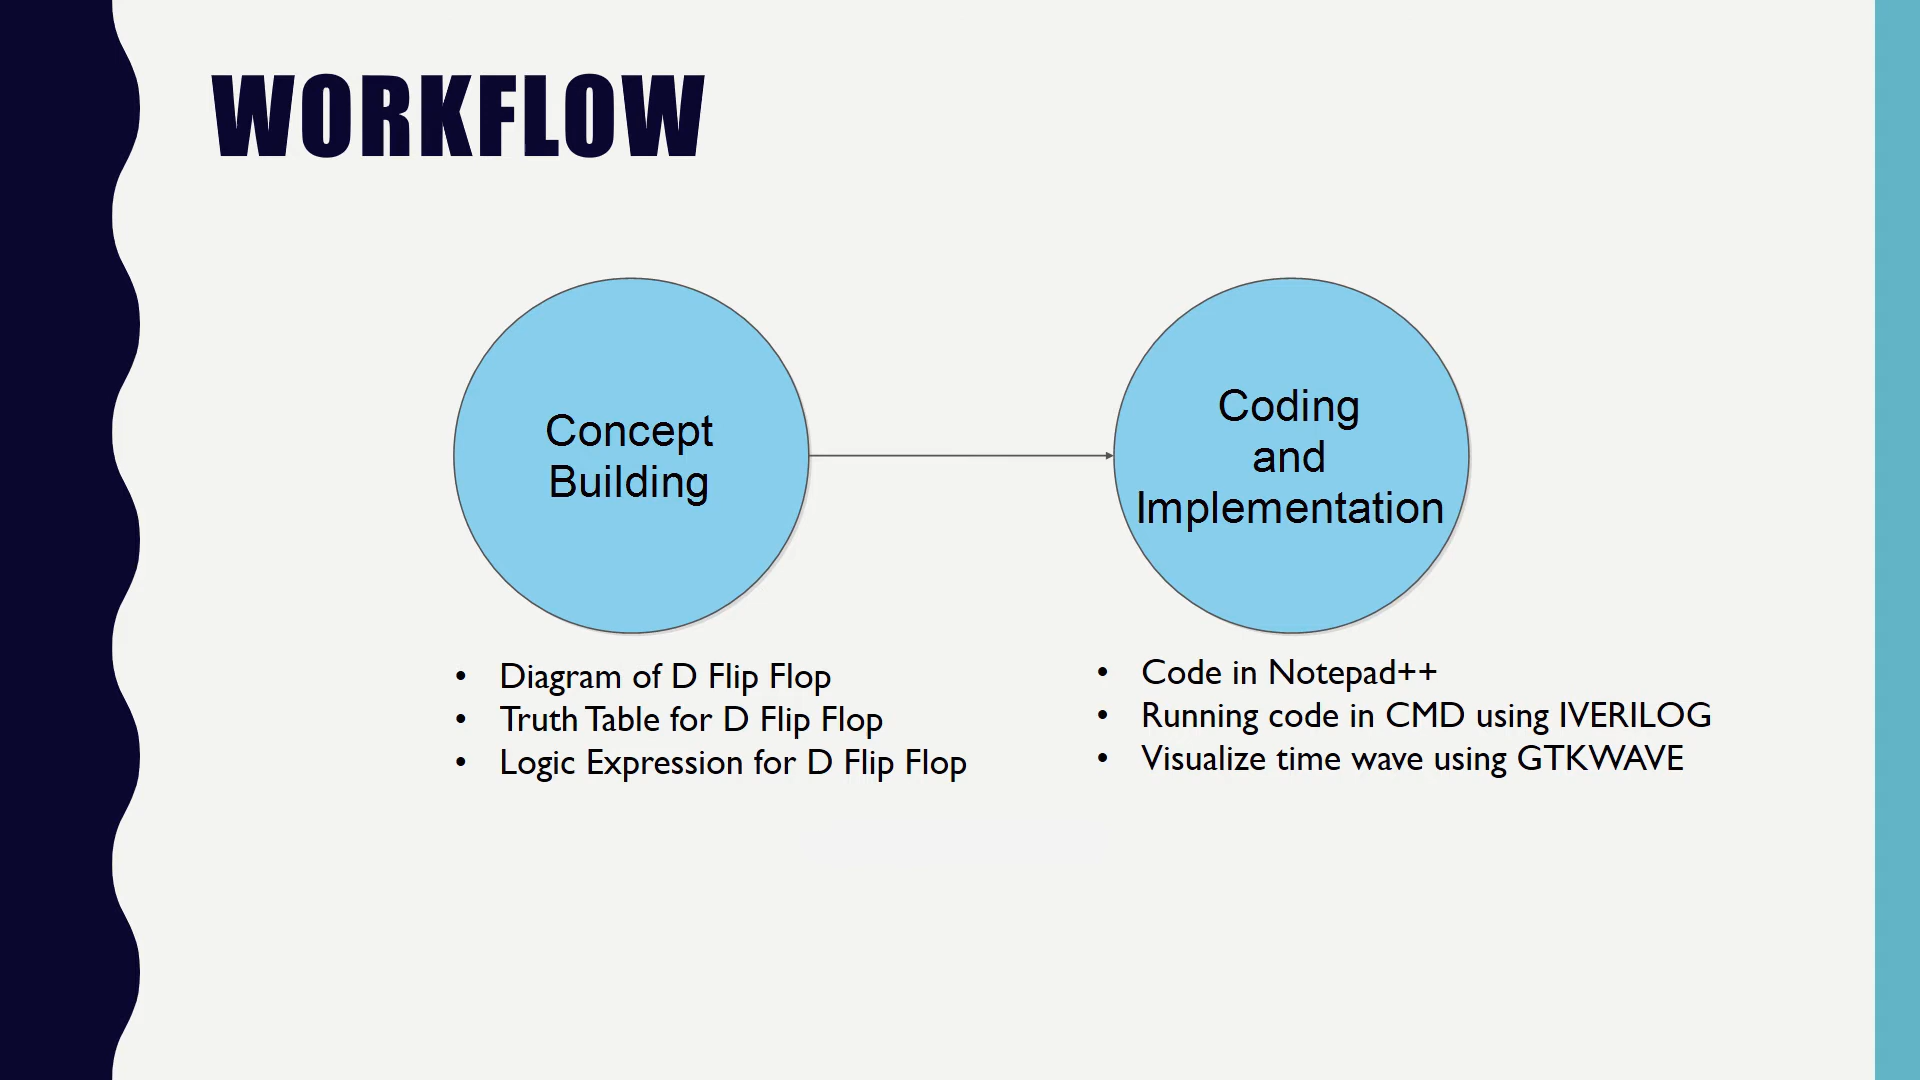 WORKFLOW
Concept
Building
Coding
and
Implementation
• Diagram of D Flip Flop
• Truth Table for D Flip Flop
• Logic Expression for D Flip Flop
• Code in Notepad++
• Running code in CMD using IVERILOG
• Visualize time wave using GTKWAVE